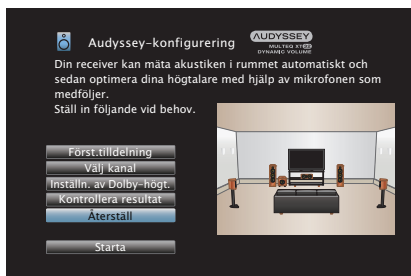 Audyssey-konfigurering
AUDYSSEY
MULTEQ XT32
DYNAMIC VOLUME
Din receiver kan mäta akustiken i rummet automatiskt och
sedan optimera dina högtalare med hjälp av mikrofonen som
medföljer.
Ställ in följande vid behov.
Först.tilldelning
Välj kanal
Inställn. av Dolby-högt.
Kontrollera resultat
Återställ
Starta